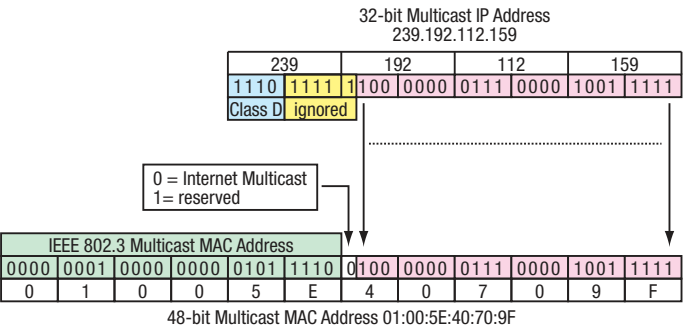 32-bit Multicast IP Address
239.192.112.159
239 192 112 159
1110 1111 1100 0000 0111 0000 1001 1111
Class D ignored
0 = Internet Multicast
1= reserved
IEEE 802.3 Multicast MAC Address
0000 0001 0000 0000 0101 1110 0100 0000 0111 0000 1001 1111
0 1 0 0 5 E 4 0 7 0 9 F
48-bit Multicast MAC Address 01:00:5E:40:70:9F